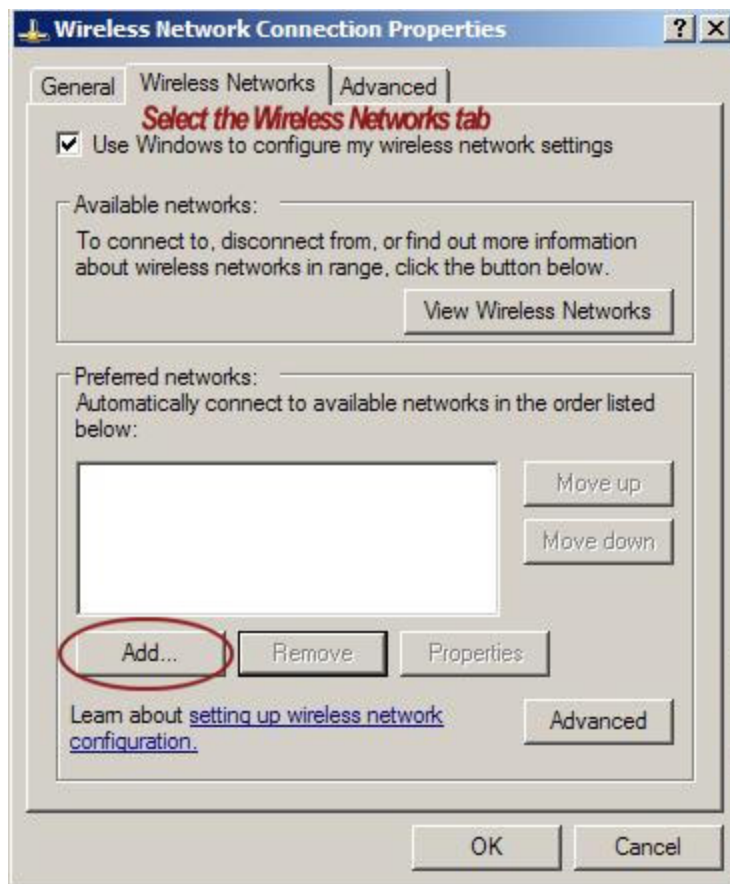 Wireless Network Connection Properties
General Wireless Networks Advanced
Select the Wireless Networks tab
Use Windows to configure my wireless network settings
Available networks:
To connect to, disconnect from, or find out more information
about wireless networks in range, click the button below.
View Wireless Networks
Preferred networks:
Automatically connect to available networks in the order listed
below:
Move up
Move down
Add... Remove Properties
Learn about setting up wireless network
configuration.
Advanced
OK Cancel